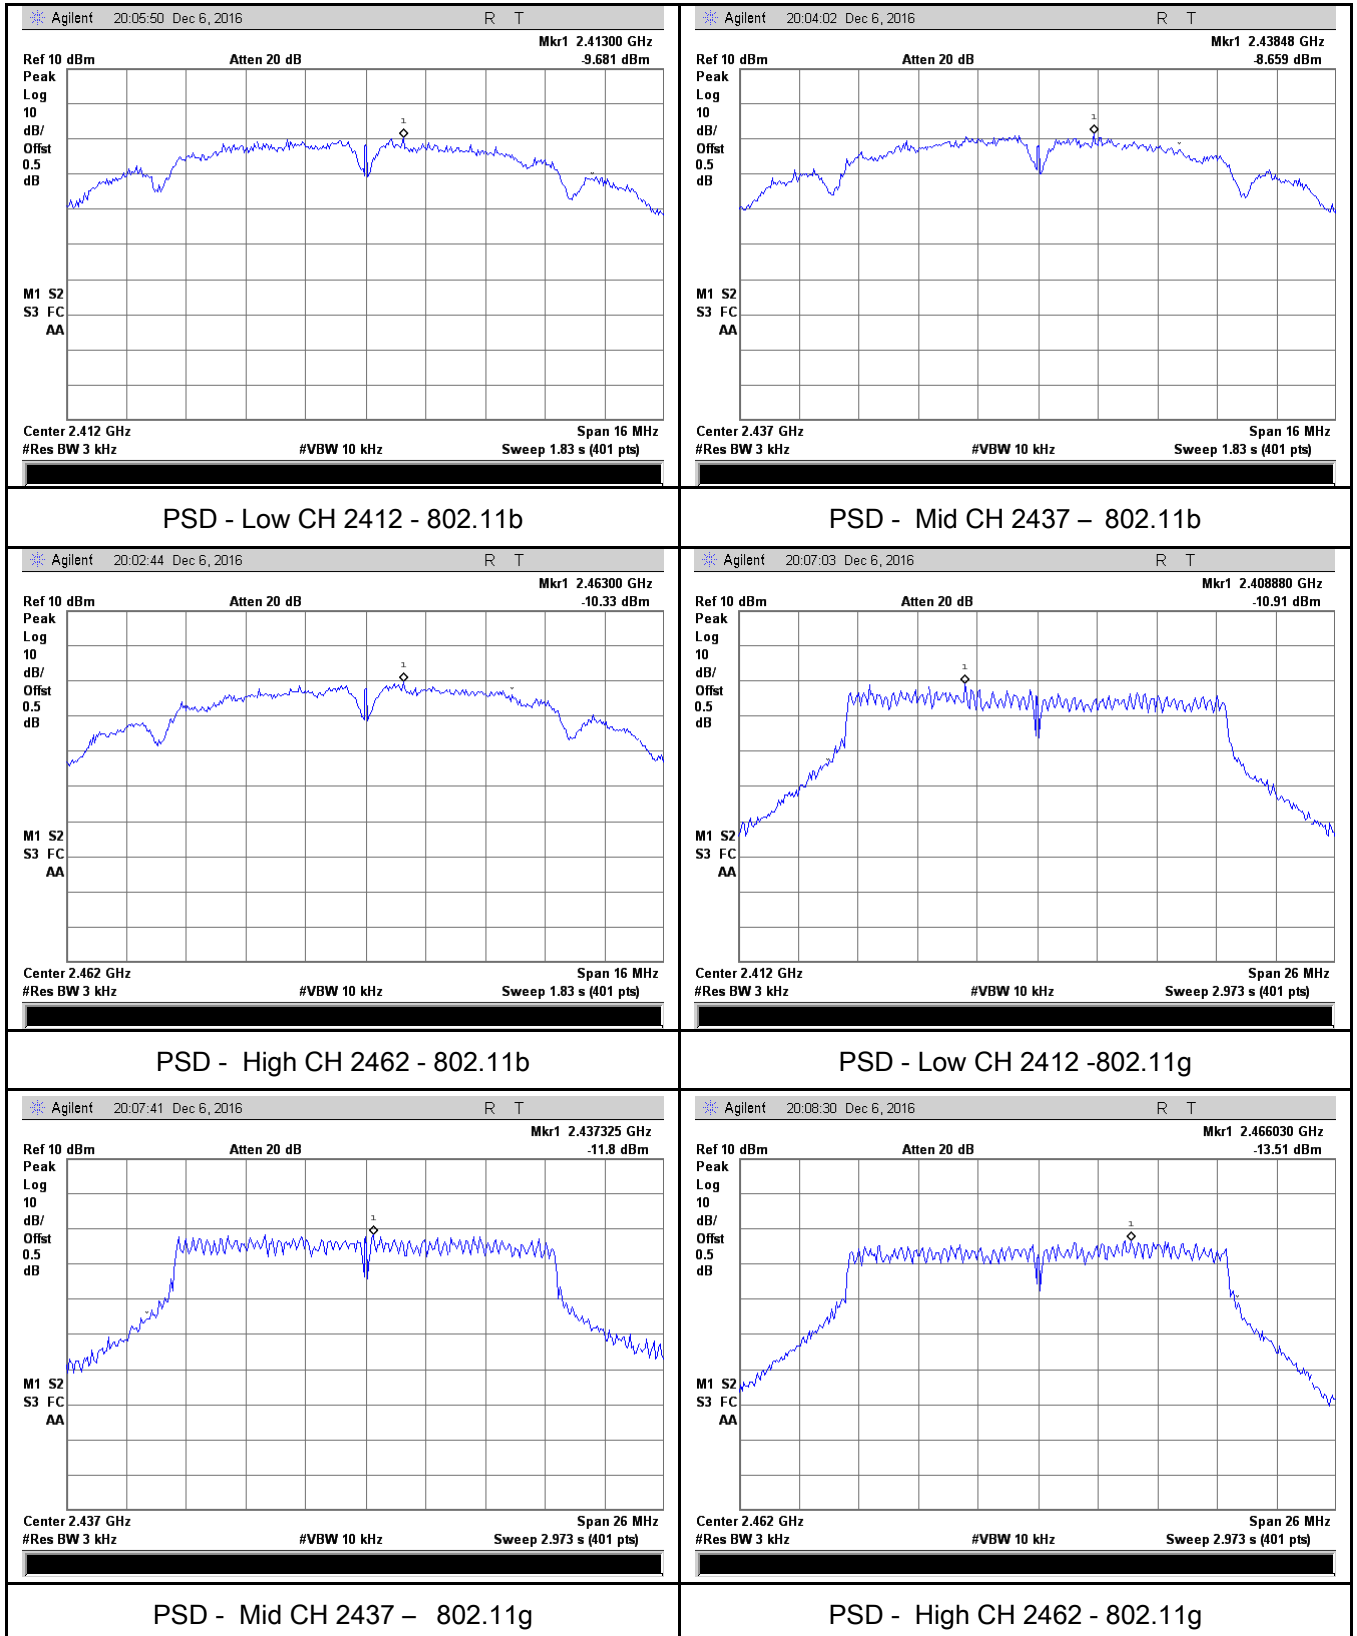 Agilent 20:05:50 Dec 6, 2016 R T
Mkr1 2.41300 GHz
Ref 10 dBm Atten 20 dB -9.681 dBm
Peak
Log
10
dB/
Offst
0.5
dB
1
M1 S2
S3 FC
AA
Center 2.412 GHz Span 16 MHz
#Res BW 3 kHz #VBW 10 kHz Sweep 1.83 s (401 pts)
PSD - Low CH 2412 - 802.11b
Agilent 20:04:02 Dec 6, 2016 R T
Mkr1 2.43848 GHz
Ref 10 dBm Atten 20 dB -8.659 dBm
Peak
Log
10
dB/
Offst
0.5
dB
1
M1 S2
S3 FC
AA
Center 2.437 GHz Span 16 MHz
#Res BW 3 kHz #VBW 10 kHz Sweep 1.83 s (401 pts)
PSD - Mid CH 2437 – 802.11b
Agilent 20:02:44 Dec 6, 2016 R T
Mkr1 2.46300 GHz
Ref 10 dBm Atten 20 dB -10.33 dBm
Peak
Log
10
dB/
Offst
0.5
dB
1
M1 S2
S3 FC
AA
Center 2.462 GHz Span 16 MHz
#Res BW 3 kHz #VBW 10 kHz Sweep 1.83 s (401 pts)
PSD - High CH 2462 - 802.11b
Agilent 20:07:03 Dec 6, 2016 R T
Mkr1 2.408880 GHz
Ref 10 dBm Atten 20 dB -10.91 dBm
Peak
Log
10
dB/
Offst
0.5
dB
1
M1 S2
S3 FC
AA
Center 2.412 GHz Span 26 MHz
#Res BW 3 kHz #VBW 10 kHz Sweep 2.973 s (401 pts)
PSD - Low CH 2412 -802.11g
Agilent 20:07:41 Dec 6, 2016 R T
Mkr1 2.437325 GHz
Ref 10 dBm Atten 20 dB -11.8 dBm
Peak
Log
10
dB/
Offst
0.5
dB
1
M1 S2
S3 FC
AA
Center 2.437 GHz Span 26 MHz
#Res BW 3 kHz #VBW 10 kHz Sweep 2.973 s (401 pts)
PSD - Mid CH 2437 – 802.11g
Agilent 20:08:30 Dec 6, 2016 R T
Mkr1 2.466030 GHz
Ref 10 dBm Atten 20 dB -13.51 dBm
Peak
Log
10
dB/
Offst
0.5
dB
1
M1 S2
S3 FC
AA
Center 2.462 GHz Span 26 MHz
#Res BW 3 kHz #VBW 10 kHz Sweep 2.973 s (401 pts)
PSD - High CH 2462 - 802.11g